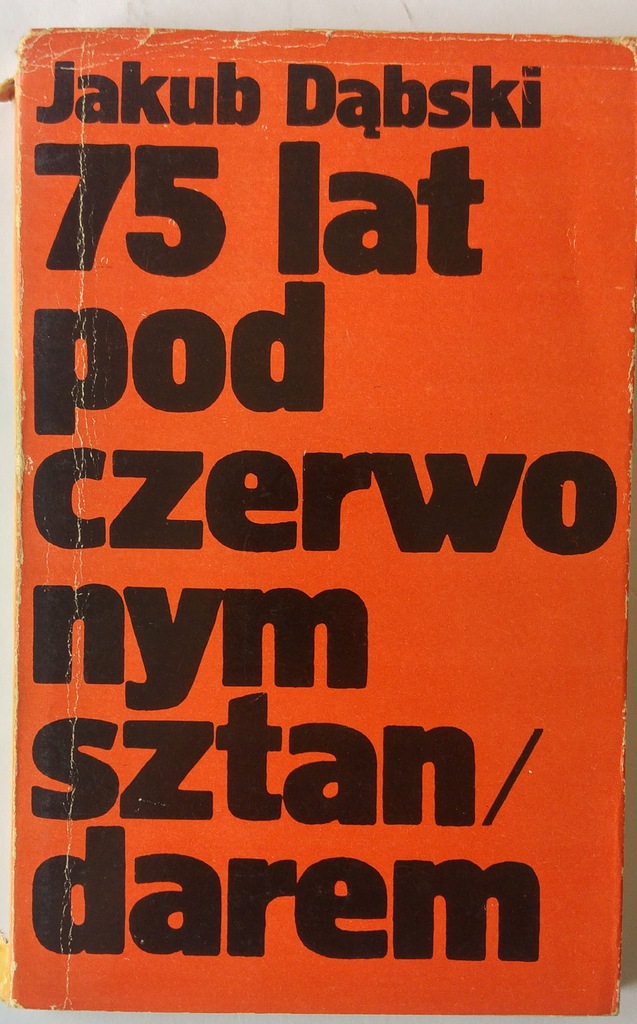 Jakub Dąbski
75 lat
pod
czerwo
nym
sztan/
darem